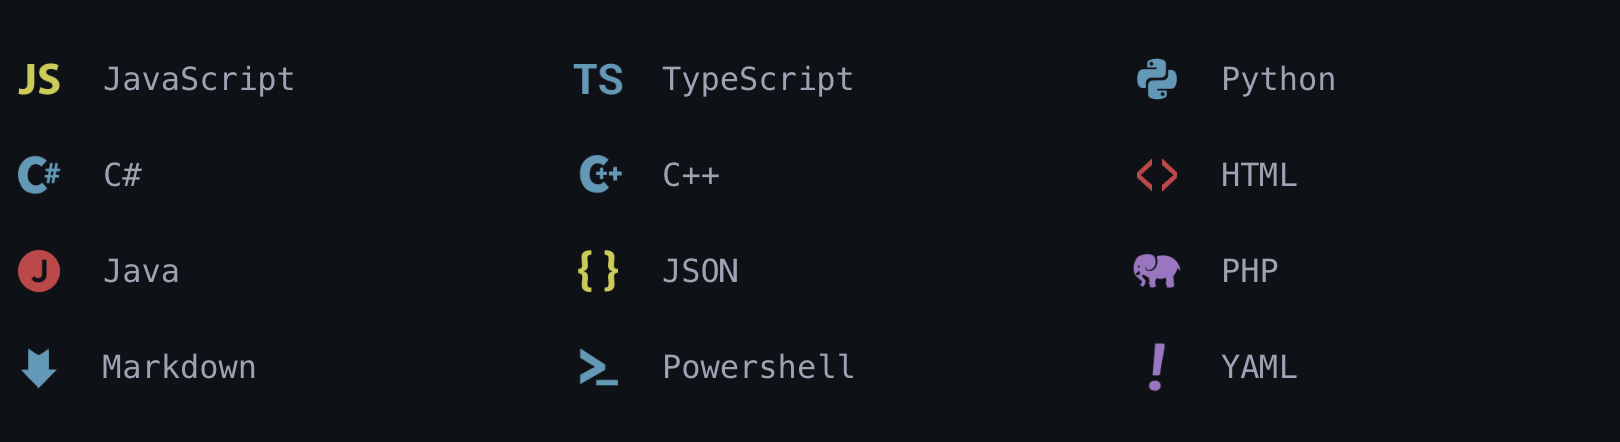 JS JavaScript TS TypeScript Python
C# C# C++ C++ <> HTML
J Java {} JSON PHP
Markdown >_ Powershell ! YAML